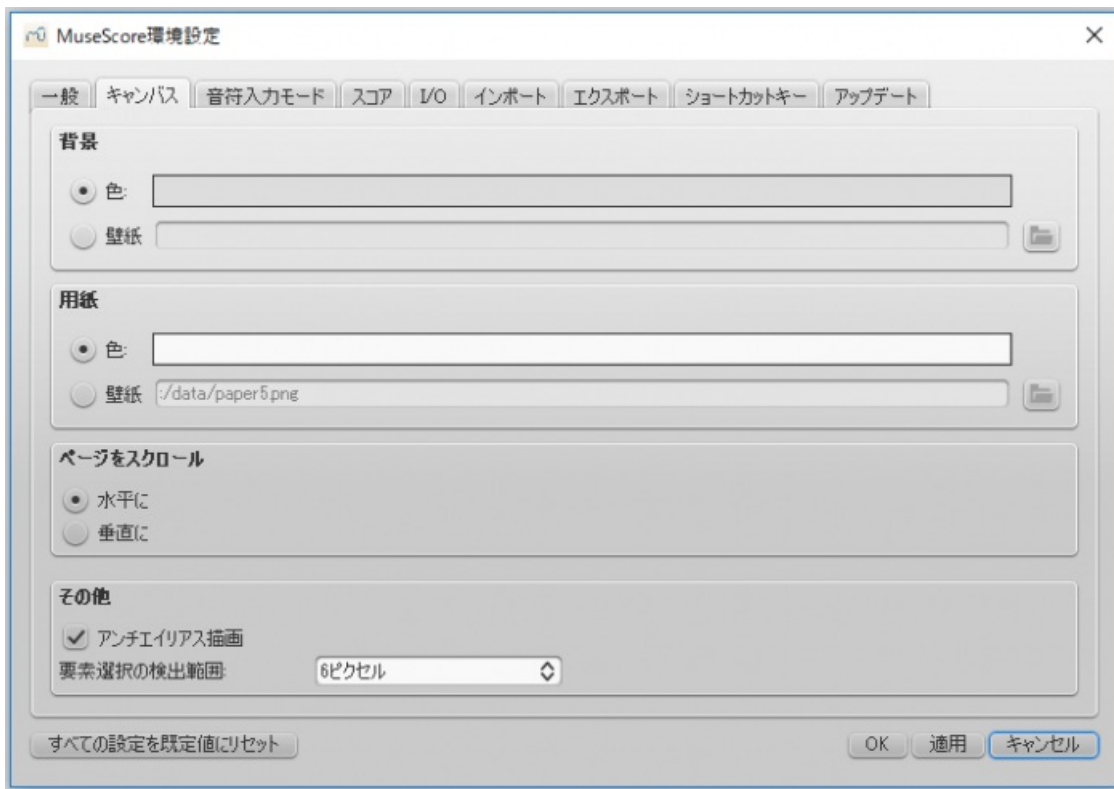 MuseScore環境設定
一般 キャンバス 音符入力モード スコア I/O インポート エクスポート ショートカットキー アップデート
背景
色:
壁紙
用紙
色:
壁紙 :/data/paper5.png
ページをスクロール
水平に
垂直に
その他
アンチエイリアス描画
要素選択の検出範囲: 6ピクセル
すべての設定を既定値にリセット OK 適用 キャンセル